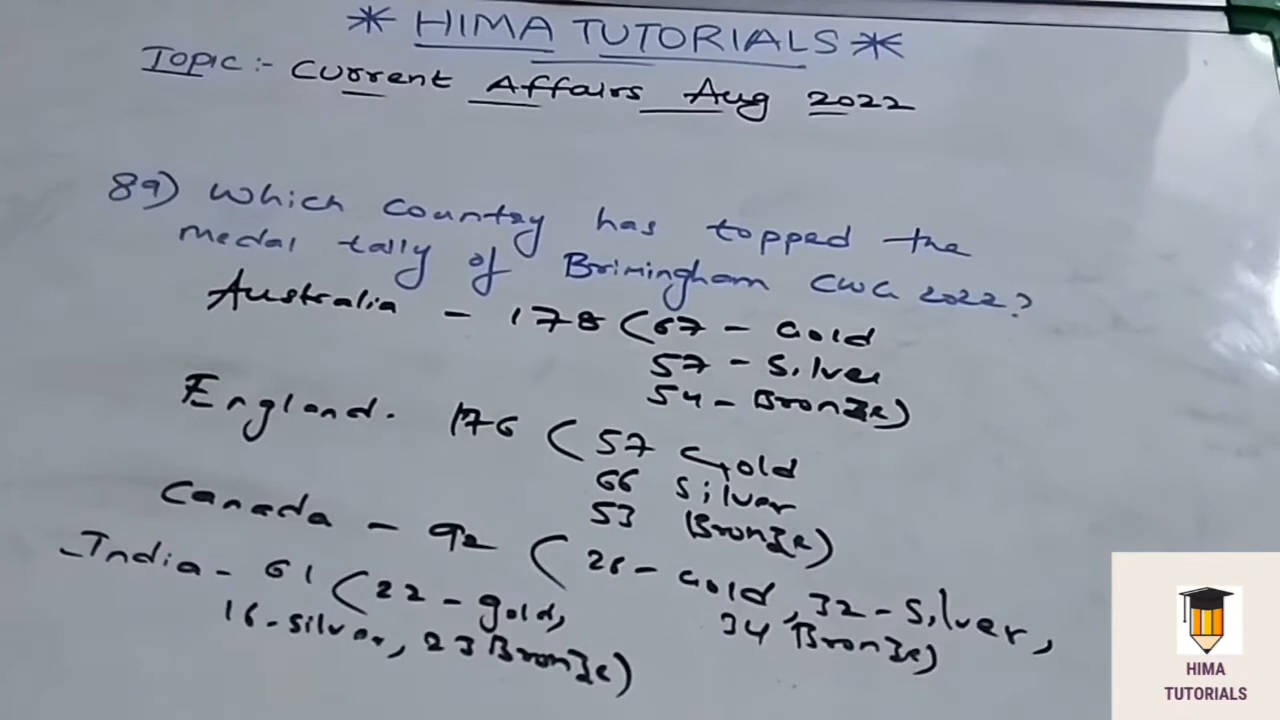 * HIMA TUTORIALS *
Topic:- Current Affairs Aug 2022
89) Which country has topped the
medal tally of Brimingham CWG 2022?
Australia - 178 (67 - Gold
57 - Silver
54 - Bronze)
England. 176 (57 Gold
66 Silver
53 Bronze)
Canada - 92 (26 - Gold, 32 - Silver,
34 Bronze)
India - 61 (22 - gold,
16 - silver, 23 Bronze)
HIMA
TUTORIALS